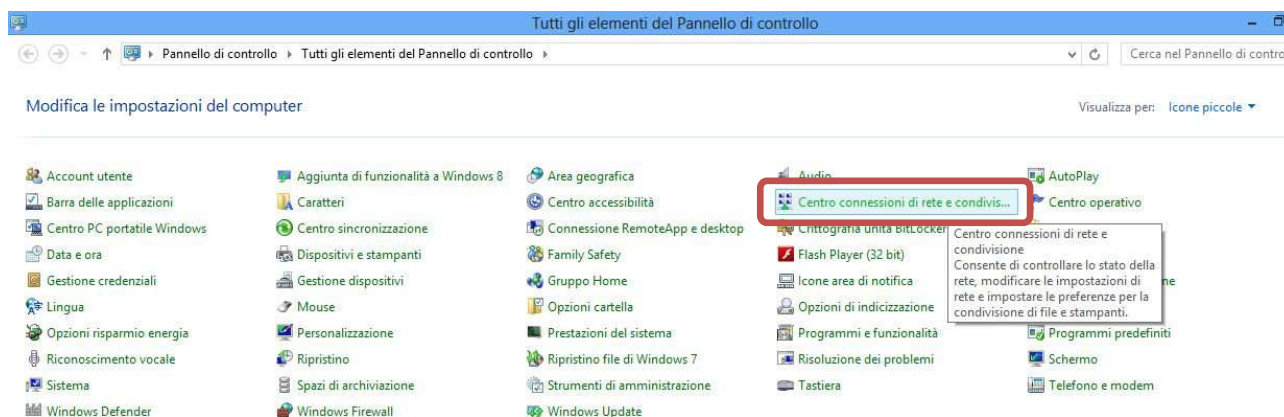 Tutti gli elementi del Pannello di controllo
Pannello di controllo Tutti gli elementi del Pannello di controllo Cerca nel Pannello di contro
Modifica le impostazioni del computer Visualizza per: Icone piccole
Account utente Aggiunta di funzionalità a Windows 8 Area geografica Audio AutoPlay
Barra delle applicazioni Caratteri Centro accessibilità Centro connessioni di rete e condivis... Centro operativo
Centro PC portatile Windows Centro sincronizzazione Connessione RemoteApp e desktop Crittografia unità BitLocker
Data e ora Dispositivi e stampanti Family Safety Flash Player (32 bit)
Gestione credenziali Gestione dispositivi Gruppo Home Icone area di notifica
Lingua Mouse Opzioni cartella Opzioni di indicizzazione
Centro connessioni di rete e
condivisione
Consente di controllare lo stato della
rete, modificare le impostazioni di
rete e impostare le preferenze per la
condivisione di file e stampanti.
Opzioni risparmio energia Personalizzazione Prestazioni del sistema Programmi e funzionalità Programmi predefiniti
Riconoscimento vocale Ripristino Ripristino file di Windows 7 Risoluzione dei problemi Schermo
Sistema Spazi di archiviazione Strumenti di amministrazione Tastiera Telefono e modem
Windows Defender Windows Firewall Windows Update